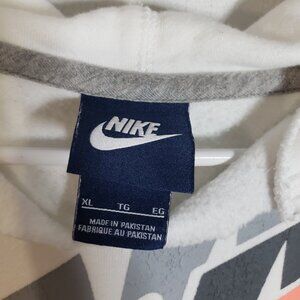 NIKE
XL TG EG
MADE IN PAKISTAN
FABRIQUÉ AU PAKISTAN